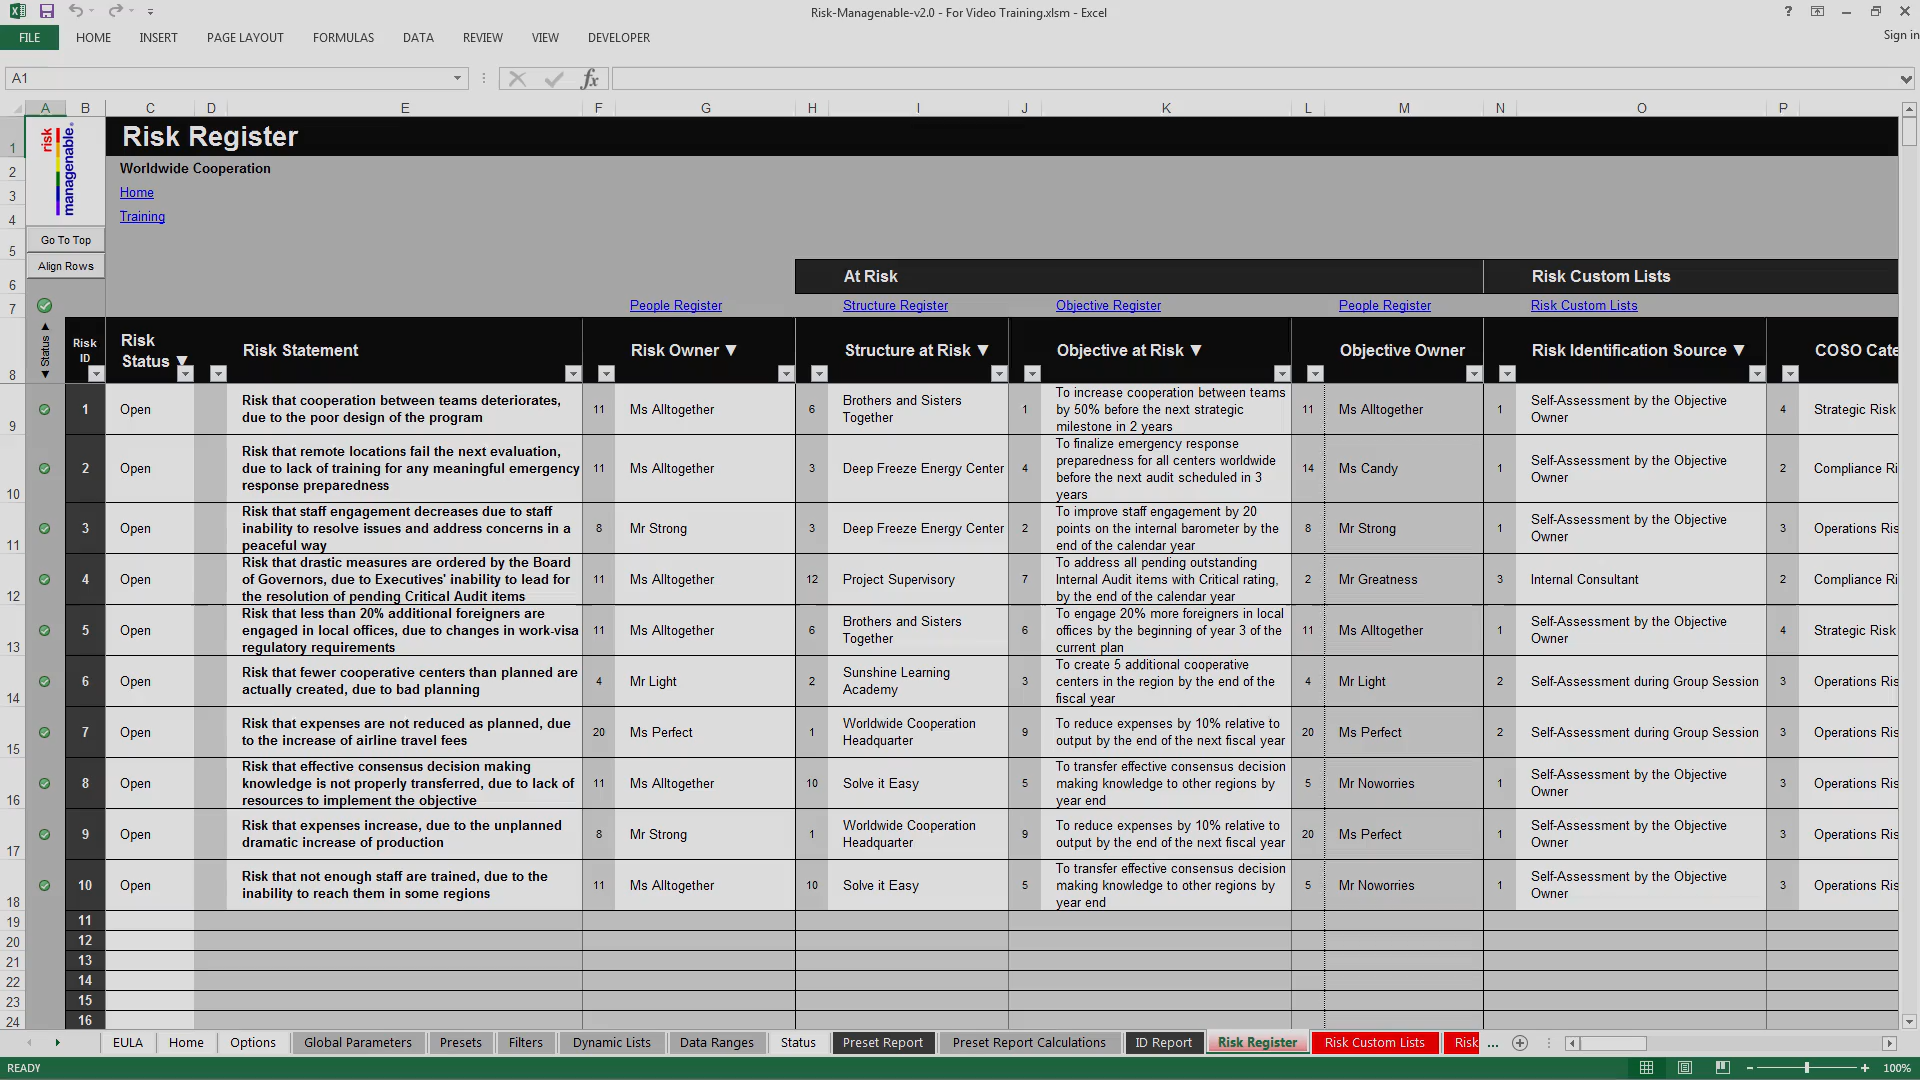 Risk-Managenable-v2.0 - For Video Training.xlsm - Excel
FILE HOME INSERT PAGE LAYOUT FORMULAS DATA REVIEW VIEW DEVELOPER
Sign in
A1
fx
A B C D E F G H I J K L M N O P
risk
managenable
1 Risk Register
2 Worldwide Cooperation
3 Home
4 Training
5 Go To Top
Align Rows
6 At Risk Risk Custom Lists
7 People Register Structure Register Objective Register People Register Risk Custom Lists
8 Status Risk ID Risk Status Risk Statement Risk Owner Structure at Risk Objective at Risk Objective Owner Risk Identification Source COSO Cate
9 1 Open Risk that cooperation between teams deteriorates, due to the poor design of the program 11 Ms Alltogether 6 Brothers and Sisters Together 1 To increase cooperation between teams by 50% before the next strategic milestone in 2 years 11 Ms Alltogether 1 Self-Assessment by the Objective Owner 4 Strategic Risk
10 2 Open Risk that remote locations fail the next evaluation, due to lack of training for any meaningful emergency response preparedness 11 Ms Alltogether 3 Deep Freeze Energy Center 4 To finalize emergency response preparedness for all centers worldwide before the next audit scheduled in 3 years 14 Ms Candy 1 Self-Assessment by the Objective Owner 2 Compliance Ri
11 3 Open Risk that staff engagement decreases due to staff inability to resolve issues and address concerns in a peaceful way 8 Mr Strong 3 Deep Freeze Energy Center 2 To improve staff engagement by 20 points on the internal barometer by the end of the calendar year 8 Mr Strong 1 Self-Assessment by the Objective Owner 3 Operations Ris
12 4 Open Risk that drastic measures are ordered by the Board of Governors, due to Executives' inability to lead for the resolution of pending Critical Audit items 11 Ms Alltogether 12 Project Supervisory 7 To address all pending outstanding Internal Audit items with Critical rating, by the end of the calendar year 2 Mr Greatness 3 Internal Consultant 2 Compliance Ri
13 5 Open Risk that less than 20% additional foreigners are engaged in local offices, due to changes in work-visa regulatory requirements 11 Ms Alltogether 6 Brothers and Sisters Together 6 To engage 20% more foreigners in local offices by the beginning of year 3 of the current plan 11 Ms Alltogether 1 Self-Assessment by the Objective Owner 4 Strategic Risk
14 6 Open Risk that fewer cooperative centers than planned are actually created, due to bad planning 4 Mr Light 2 Sunshine Learning Academy 3 To create 5 additional cooperative centers in the region by the end of the fiscal year 4 Mr Light 2 Self-Assessment during Group Session 3 Operations Ris
15 7 Open Risk that expenses are not reduced as planned, due to the increase of airline travel fees 20 Ms Perfect 1 Worldwide Cooperation Headquarter 9 To reduce expenses by 10% relative to output by the end of the next fiscal year 20 Ms Perfect 2 Self-Assessment during Group Session 3 Operations Ris
16 8 Open Risk that effective consensus decision making knowledge is not properly transferred, due to lack of resources to implement the objective 11 Ms Alltogether 10 Solve it Easy 5 To transfer effective consensus decision making knowledge to other regions by year end 5 Mr Noworries 1 Self-Assessment by the Objective Owner 3 Operations Ris
17 9 Open Risk that expenses increase, due to the unplanned dramatic increase of production 8 Mr Strong 1 Worldwide Cooperation Headquarter 9 To reduce expenses by 10% relative to output by the end of the next fiscal year 20 Ms Perfect 1 Self-Assessment by the Objective Owner 3 Operations Ris
18 10 Open Risk that not enough staff are trained, due to the inability to reach them in some regions 11 Ms Alltogether 10 Solve it Easy 5 To transfer effective consensus decision making knowledge to other regions by year end 5 Mr Noworries 1 Self-Assessment by the Objective Owner 3 Operations Ris
19 11
20 12
21 13
22 14
23 15
24 16
EULA Home Options Global Parameters Presets Filters Dynamic Lists Data Ranges Status Preset Report Preset Report Calculations ID Report Risk Register Risk Custom Lists Risk ...
READY 100%